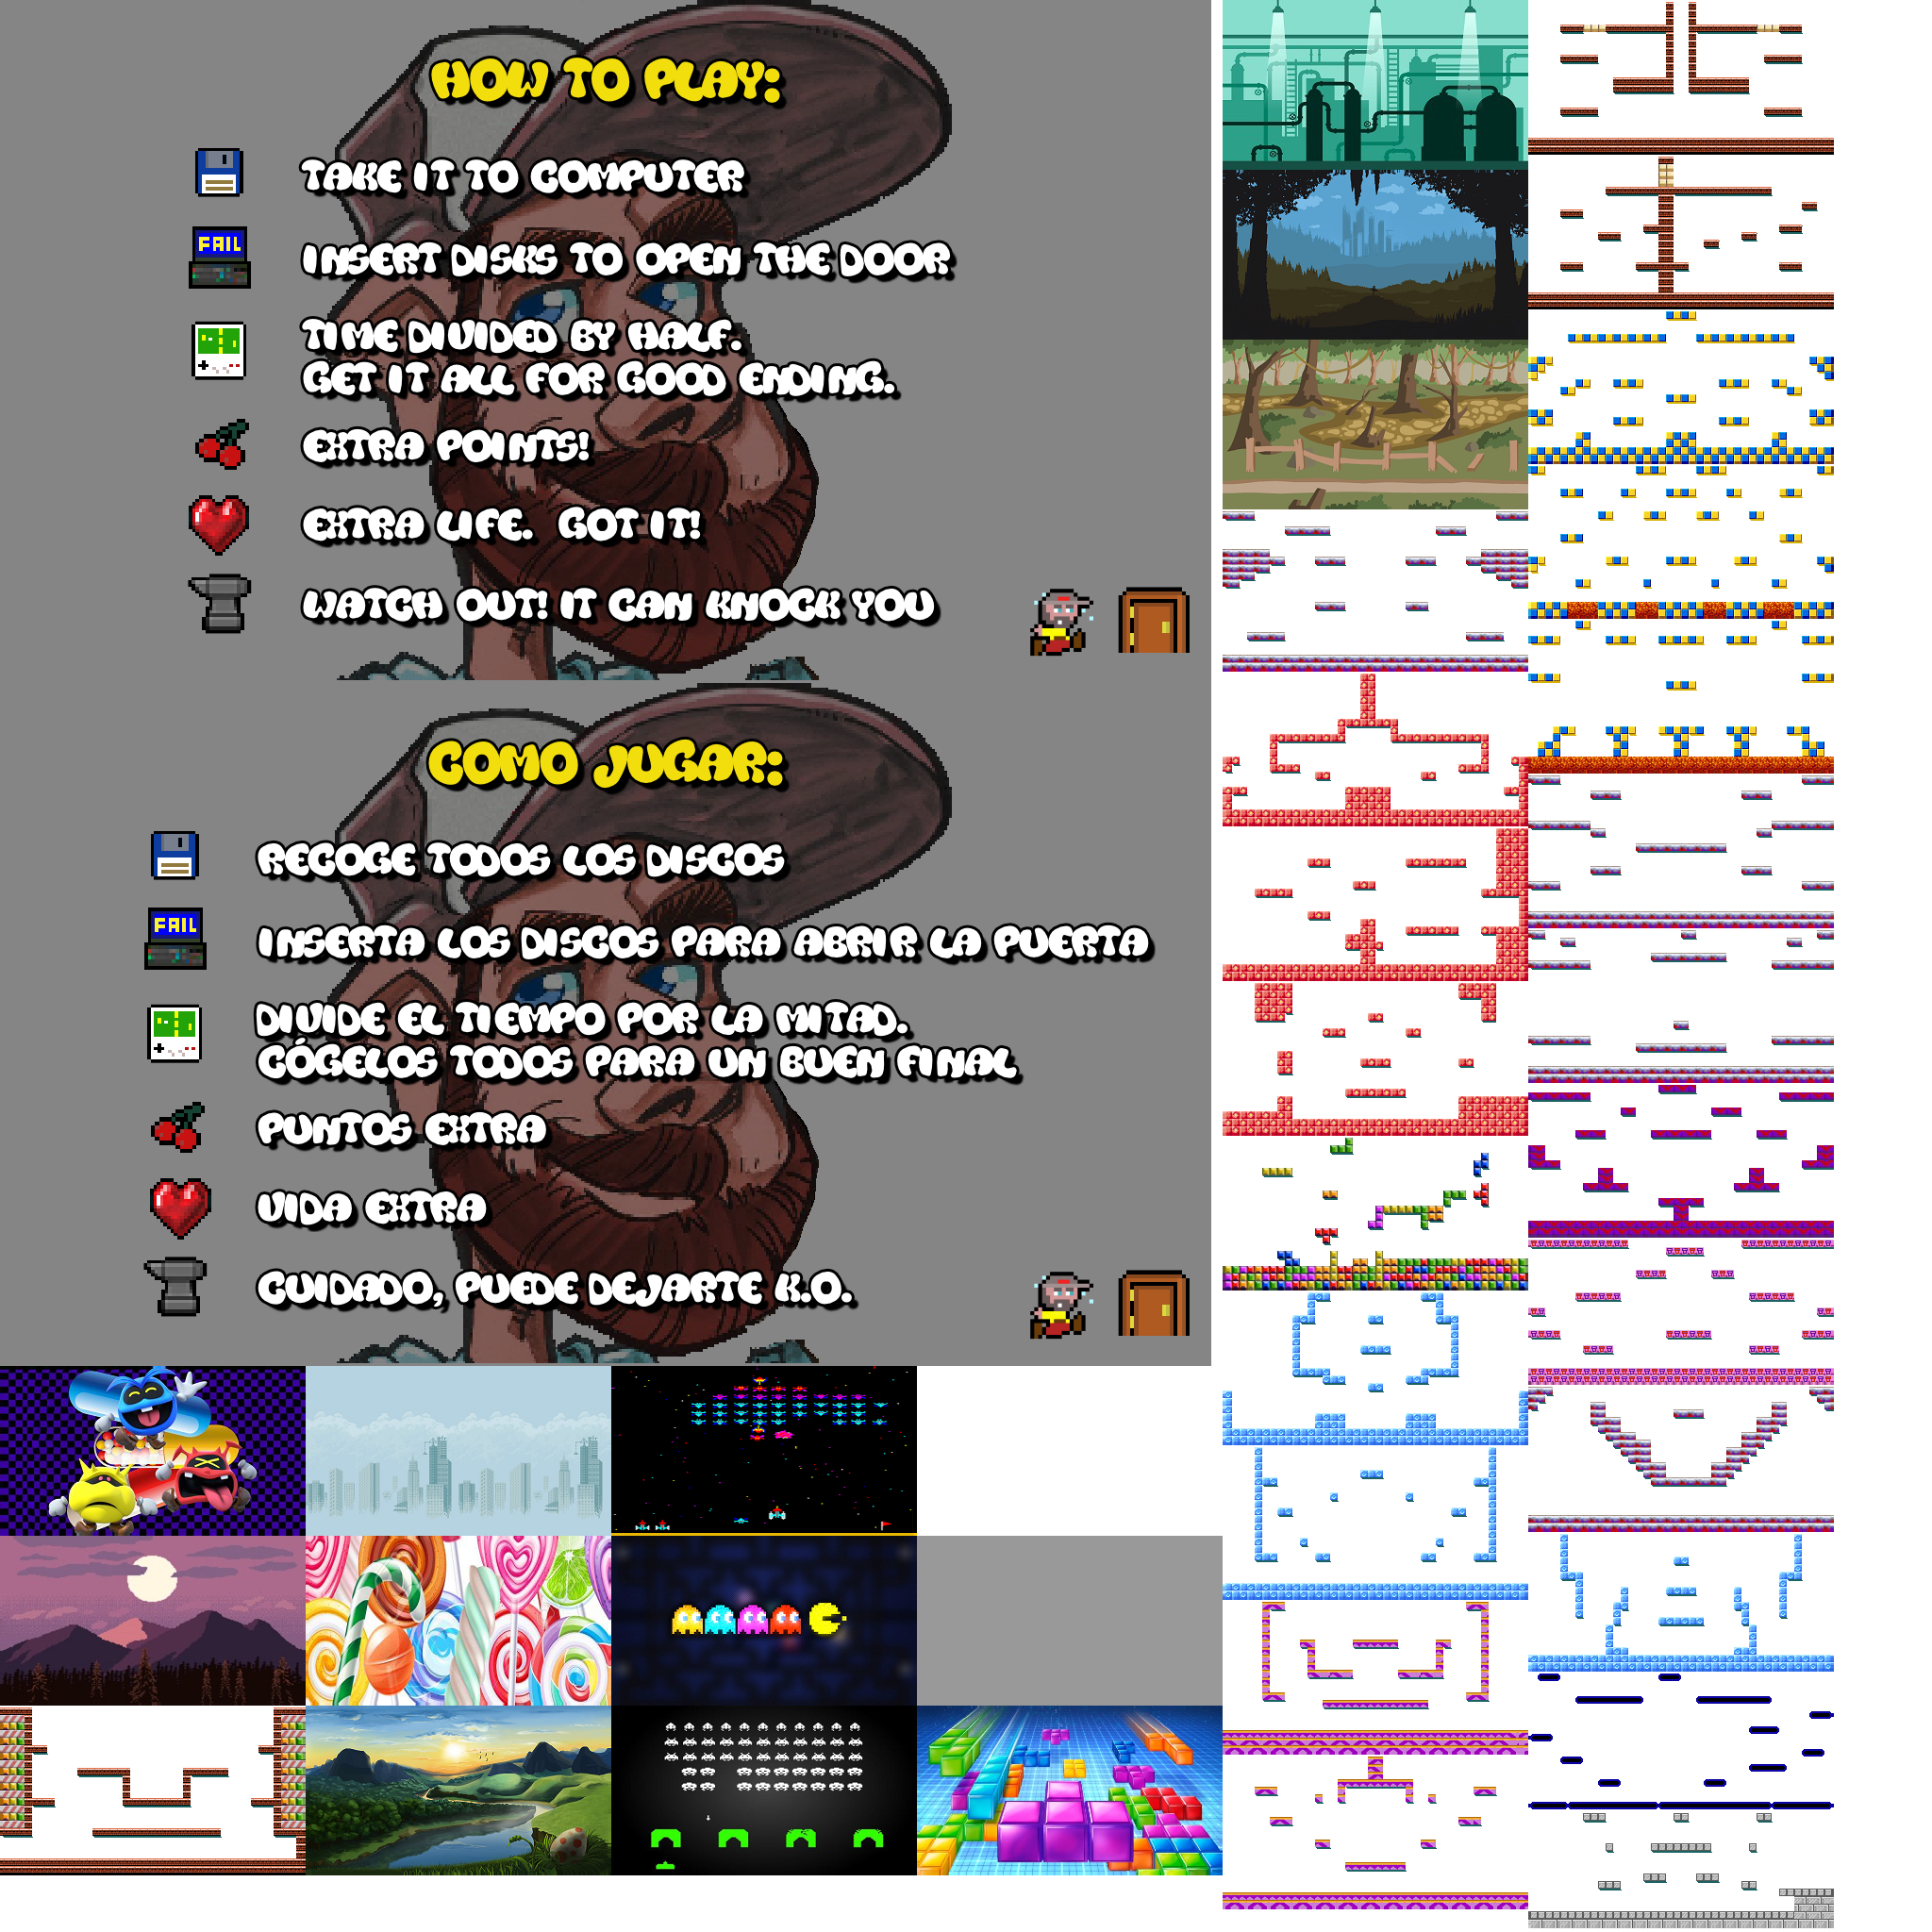 HOW TO PLAY:
TAKE IT TO COMPUTER
FAIL
INSERT DISKS TO OPEN THE DOOR
TIME DIVIDED BY HALF.
GET IT ALL FOR GOOD ENDING.
EXTRA POINTS!
EXTRA LIFE. GOT IT!
WATCH OUT! IT CAN KNOCK YOU
COMO JUGAR:
RECOGE TODOS LOS DISCOS
FAIL
INSERTA LOS DISCOS PARA ABRIR LA PUERTA
DIVIDE EL TIEMPO POR LA MITAD.
CÓGELOS TODOS PARA UN BUEN FINAL
PUNTOS EXTRA
VIDA EXTRA
CUIDADO, PUEDE DEJARTE K.O.